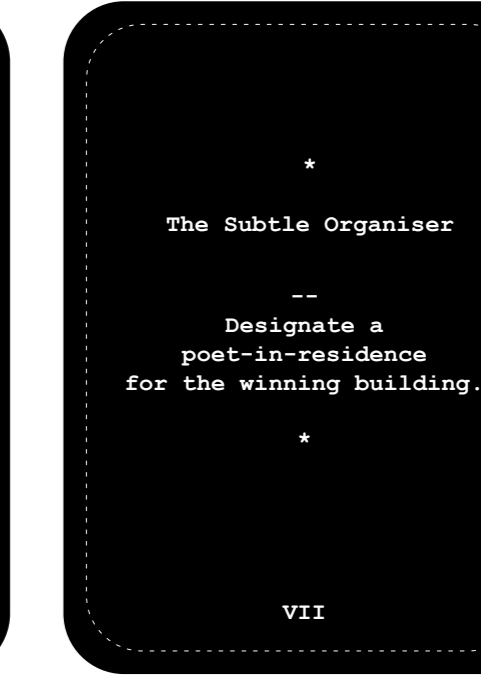 *
The Subtle Organiser
--
Designate a
poet-in-residence
for the winning building.
*
VII